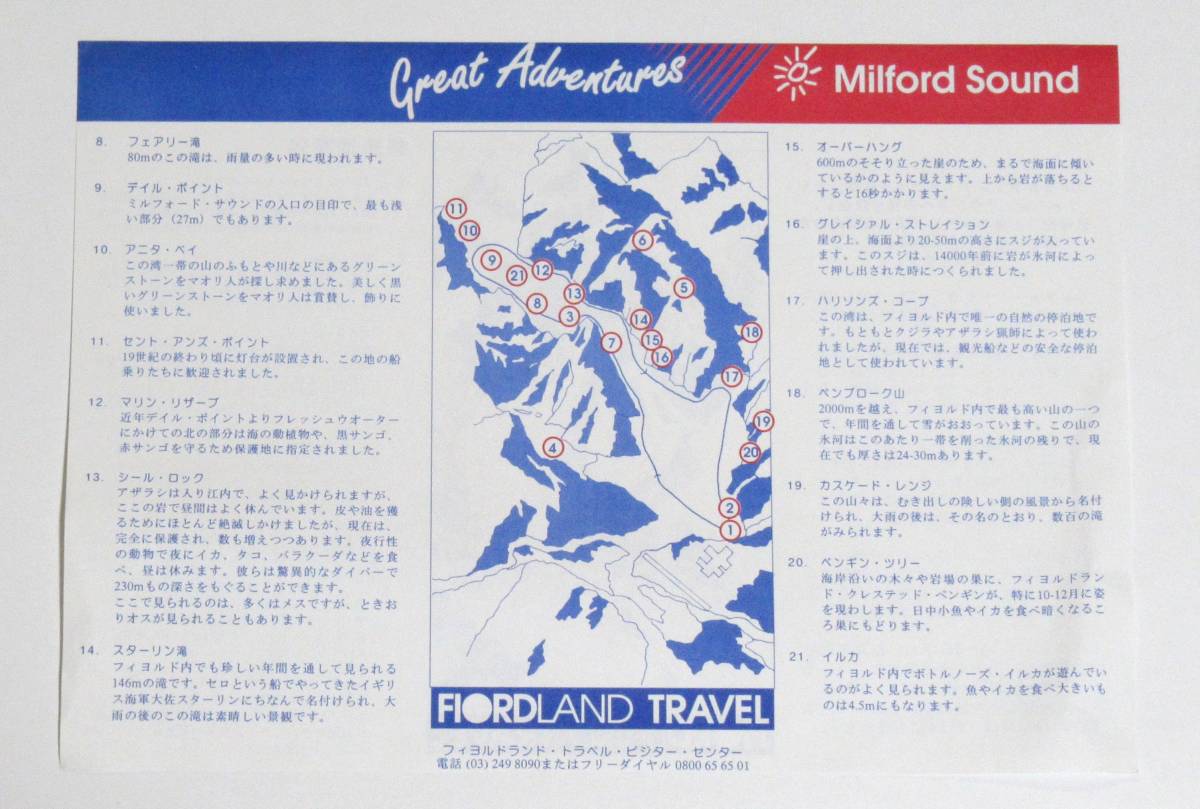 Great Adventures
Milford Sound
8. フェアリー滝
80mのこの滝は、雨量の多い時に現われます。
9. デイル・ポイント
ミルフォード・サウンドの入口の目印で、最も浅
い部分（27m）でもあります。
10. アニタ・ベイ
この湾一帯の山のふもとや川などにあるグリーン
ストーンをマオリ人が探し求めました。美しく黒
いグリーンストーンをマオリ人は賞賛し、飾りに
使いました。
11. セント・アンズ・ポイント
19世紀の終わり頃に灯台が設置され、この地の船
乗りたちに歓迎されました。
12. マリン・リザーブ
近年デイル・ポイントよりフレッシュウオーター
にかけての北の部分は海の動植物や、黒サンゴ、
赤サンゴを守るため保護地に指定されました。
13. シール・ロック
アザラシは入り江内で、よく見かけられますが、
ここの岩で昼間はよく休んでいます。皮や油を獲
るためにほとんど絶滅しかけましたが、現在は、
完全に保護され、数も増えつつあります。夜行性
の動物で夜にイカ、タコ、バラクーダなどを食
べ、昼は休みます。彼らは驚異的なダイバーで
230mもの深さをもぐることができます。
ここで見られるのは、多くはメスですが、ときお
りオスが見られることもあります。
14. スターリン滝
フィヨルド内でも珍しい年間を通して見られる
146mの滝です。セロという船でやってきたイギリ
ス海軍大佐スターリンにちなんで名付けられ、大
雨の後のこの滝は素晴しい景観です。
11
10
9
21
12
8
13
3
7
6
5
14
15
16
18
17
19
20
4
2
1
FIORDLAND TRAVEL
フィヨルドランド・トラベル・ビジター・センター
電話 (03) 249 8090またはフリーダイヤル 0800 65 65 01
15. オーバーハング
600mのそそり立った崖のため、まるで海面に傾い
ているかのように見えます。上から岩が落ちると
すると16秒かかります。
16. グレイシャル・ストレイション
崖の上、海面より20-50mの高さにスジが入ってい
ます。このスジは、14000年前に岩が氷河によっ
て押し出された時につくられました。
17. ハリソンズ・コーブ
この湾は、フィヨルド内で唯一の自然の停泊地で
す。もともとクジラやアザラシ猟師によって使わ
れましたが、現在では、観光船などの安全な停泊
地として使われています。
18. ペンブローク山
2000mを越え、フィヨルド内で最も高い山の一つ
で、年間を通して雪がおおっています。この山の
氷河はこのあたり一帯を削った氷河の残りで、現
在でも厚さは24-30mあります。
19. カスケード・レンジ
この山々は、むき出しの険しい側の風景から名付
けられ、大雨の後は、その名のとおり、数百の滝
がみられます。
20. ペンギン・ツリー
海岸沿いの木々や岩場の巣に、フィヨルドラン
ド・クレステッド・ペンギンが、特に10-12月に姿
を現わします。日中小魚やイカを食べ暗くなるこ
ろ巣にもどります。
21. イルカ
フィヨルド内でボトルノーズ・イルカが遊んでい
るのがよく見られます。魚やイカを食べ大きいも
のは4.5mにもなります。